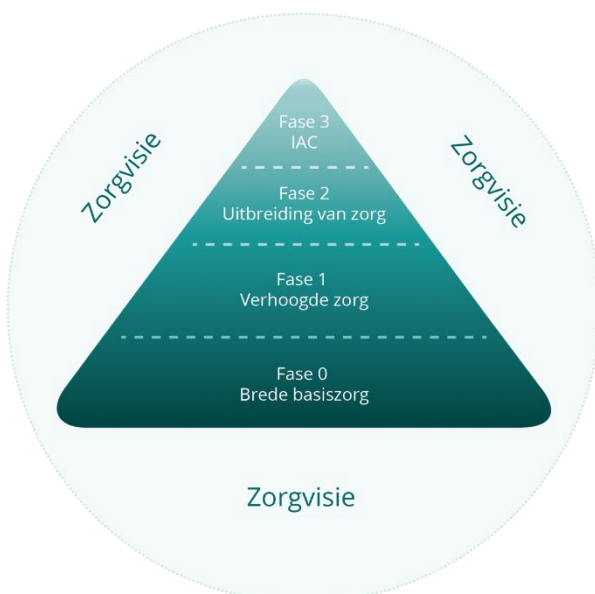 Zorgvisie
Zorgvisie
Fase 3
IAC
Fase 2
Uitbreiding van zorg
Fase 1
Verhoogde zorg
Fase 0
Brede basiszorg
Zorgvisie